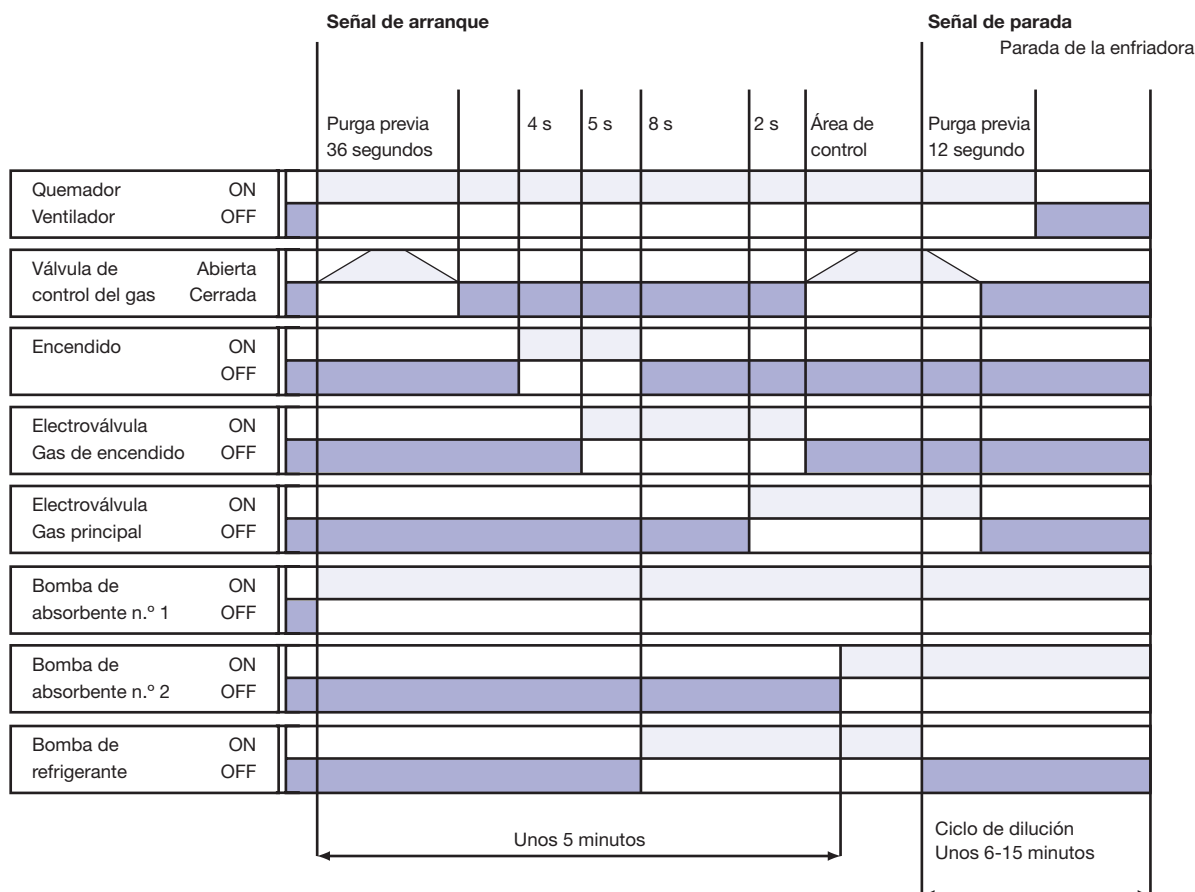 Señal de arranque
Señal de parada
Parada de la enfriadora
Purga previa
36 segundos
4 s
5 s
8 s
2 s
Área de
control
Purga previa
12 segundo
Quemador ON
Ventilador OFF
Válvula de Abierta
control del gas Cerrada
Encendido ON
OFF
Electroválvula ON
Gas de encendido OFF
Electroválvula ON
Gas principal OFF
Bomba de ON
absorbente n.º 1 OFF
Bomba de ON
absorbente n.º 2 OFF
Bomba de ON
refrigerante OFF
Unos 5 minutos
Ciclo de dilución
Unos 6-15 minutos